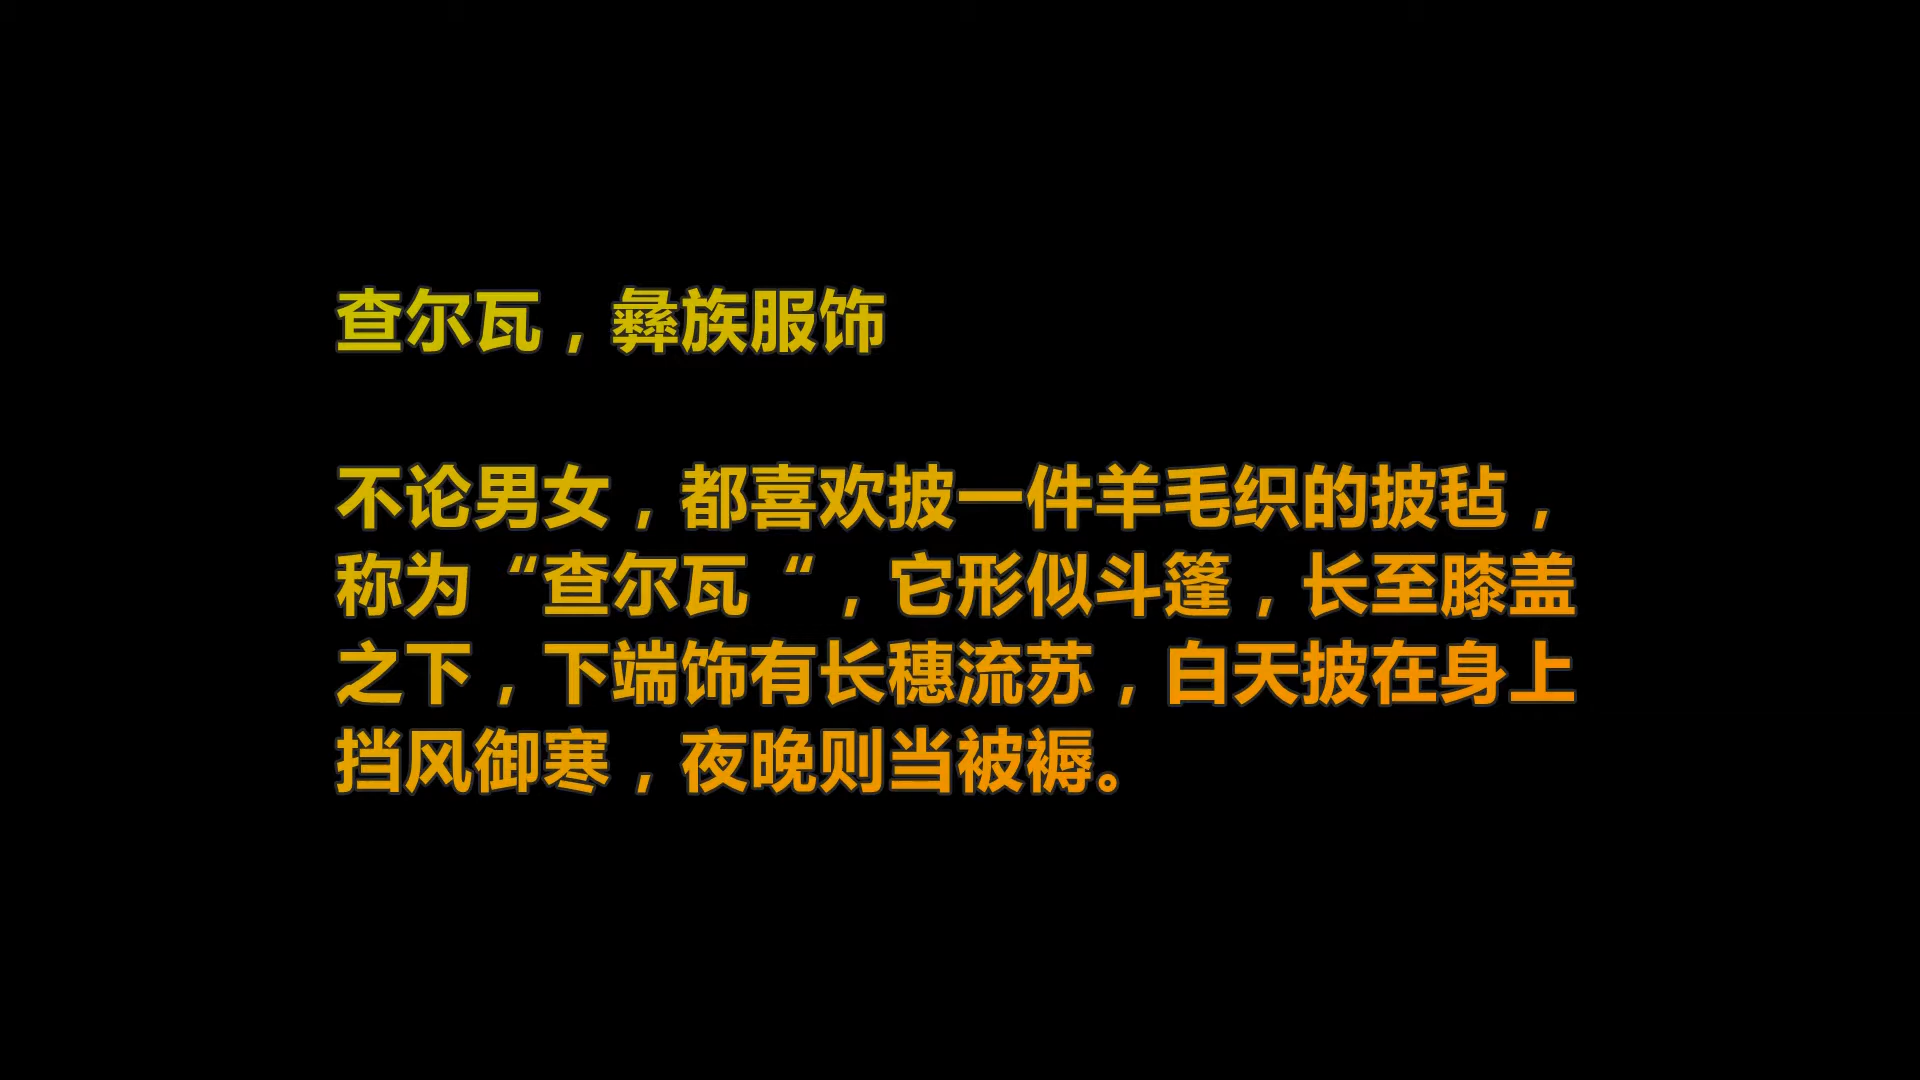 查尔瓦，彝族服饰
不论男女，都喜欢披一件羊毛织的披毡，
称为“查尔瓦“，它形似斗篷，长至膝盖
之下，下端饰有长穗流苏，白天披在身上
挡风御寒，夜晚则当被褥。